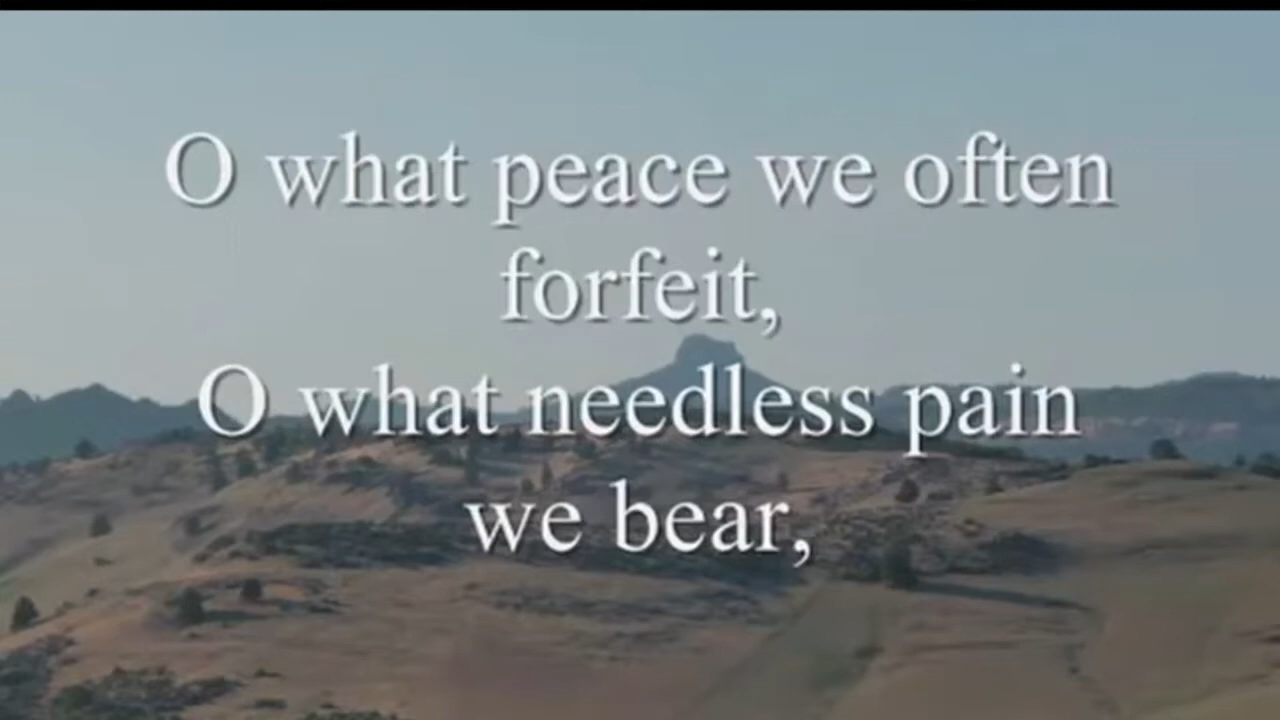 O what peace we often
forfeit,
O what needless pain
we bear,